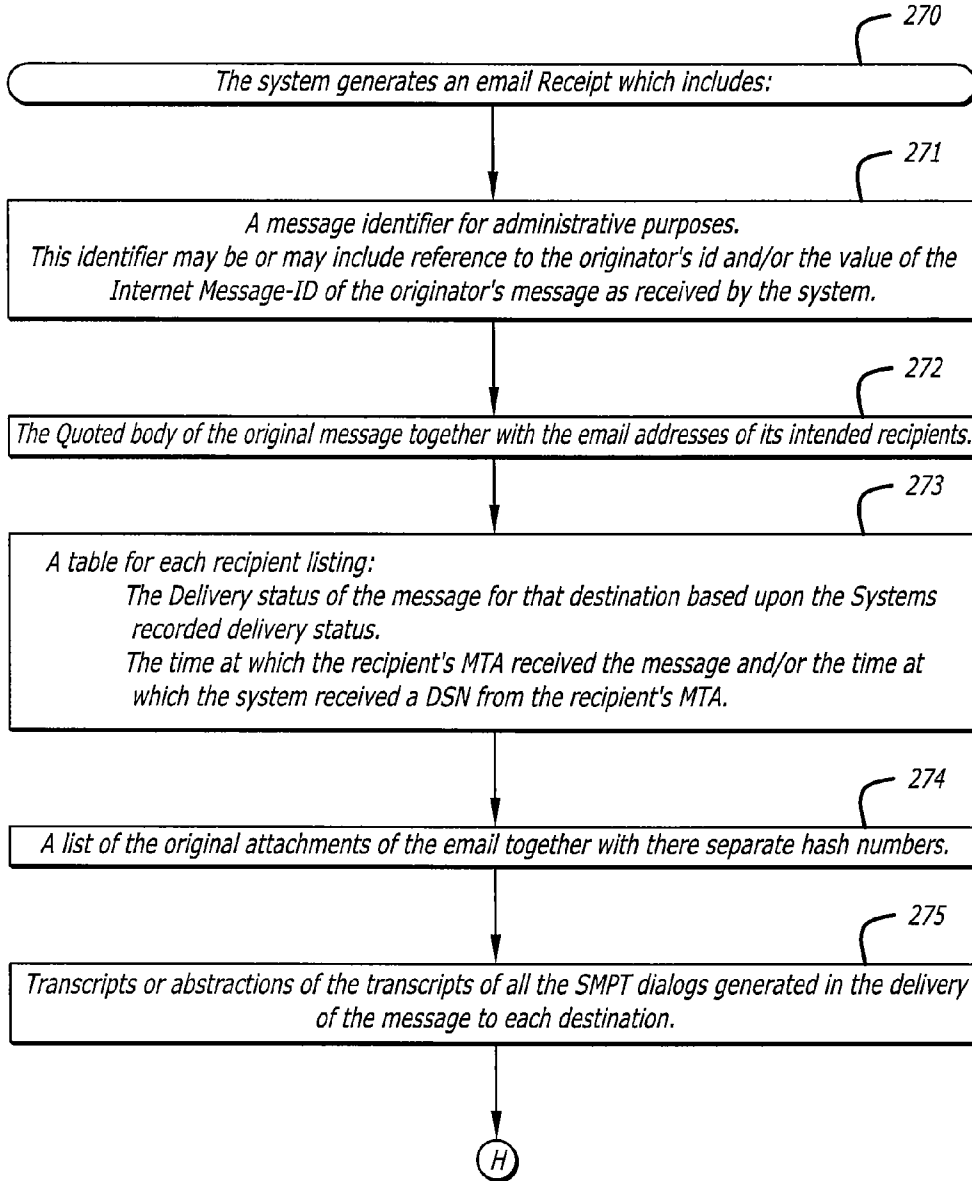 270
The system generates an email Receipt which includes:
271
A message identifier for administrative purposes.
This identifier may be or may include reference to the originator's id and/or the value of the
Internet Message-ID of the originator's message as received by the system.
272
The Quoted body of the original message together with the email addresses of its intended recipients.
273
A table for each recipient listing:
The Delivery status of the message for that destination based upon the Systems
recorded delivery status.
The time at which the recipient's MTA received the message and/or the time at
which the system received a DSN from the recipient's MTA.
274
A list of the original attachments of the email together with there separate hash numbers.
275
Transcripts or abstractions of the transcripts of all the SMPT dialogs generated in the delivery
of the message to each destination.
H